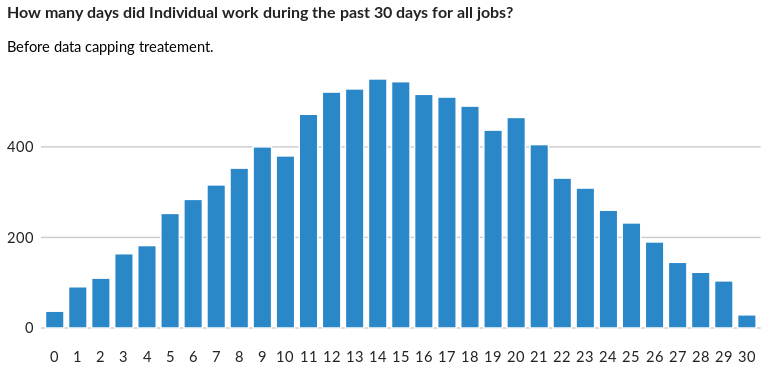 How many days did Individual work during the past 30 days for all jobs?
Before data capping treatement.
400
200
0
0 1 2 3 4 5 6 7 8 9 10 11 12 13 14 15 16 17 18 19 20 21 22 23 24 25 26 27 28 29 30